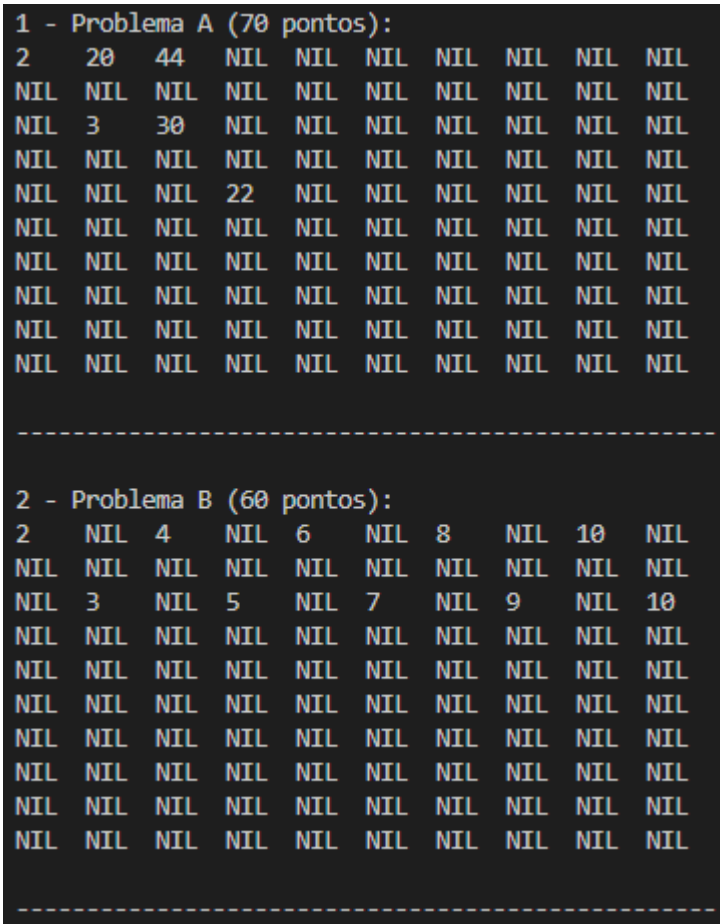 1 - Problema A (70 pontos):
2 20 44 NIL NIL NIL NIL NIL NIL NIL
NIL NIL NIL NIL NIL NIL NIL NIL NIL NIL
NIL 3 30 NIL NIL NIL NIL NIL NIL NIL
NIL NIL NIL NIL NIL NIL NIL NIL NIL NIL
NIL NIL NIL 22 NIL NIL NIL NIL NIL NIL
NIL NIL NIL NIL NIL NIL NIL NIL NIL NIL
NIL NIL NIL NIL NIL NIL NIL NIL NIL NIL
NIL NIL NIL NIL NIL NIL NIL NIL NIL NIL
NIL NIL NIL NIL NIL NIL NIL NIL NIL NIL
NIL NIL NIL NIL NIL NIL NIL NIL NIL NIL
--------------------------------------------------
2 - Problema B (60 pontos):
2 NIL 4 NIL 6 NIL 8 NIL 10 NIL
NIL NIL NIL NIL NIL NIL NIL NIL NIL NIL
NIL 3 NIL 5 NIL 7 NIL 9 NIL 10
NIL NIL NIL NIL NIL NIL NIL NIL NIL NIL
NIL NIL NIL NIL NIL NIL NIL NIL NIL NIL
NIL NIL NIL NIL NIL NIL NIL NIL NIL NIL
NIL NIL NIL NIL NIL NIL NIL NIL NIL NIL
NIL NIL NIL NIL NIL NIL NIL NIL NIL NIL
NIL NIL NIL NIL NIL NIL NIL NIL NIL NIL
NIL NIL NIL NIL NIL NIL NIL NIL NIL NIL
--------------------------------------------------